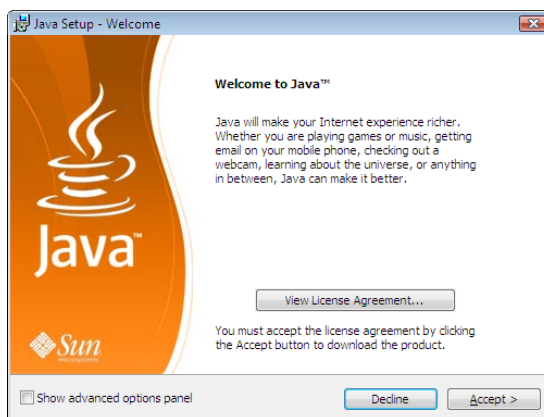 Java Setup - Welcome
Welcome to Java™
Java will make your Internet experience richer.
Whether you are playing games or music, getting
email on your mobile phone, checking out a
webcam, learning about the universe, or anything
in between, Java can make it better.
Java™
View License Agreement...
You must accept the license agreement by clicking
the Accept button to download the product.
Sun
microsystems
Show advanced options panel
Decline
Accept >